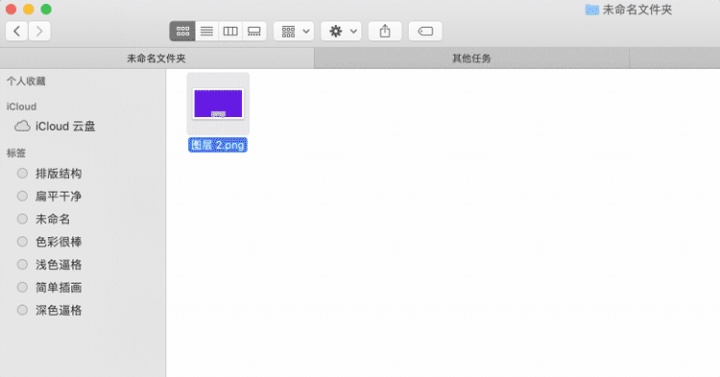 未命名文件夹
未命名文件夹
其他任务
个人收藏
iCloud
iCloud 云盘
标签
排版结构
扁平干净
未命名
色彩很棒
浅色逼格
简单插画
深色逼格
图层 2.png